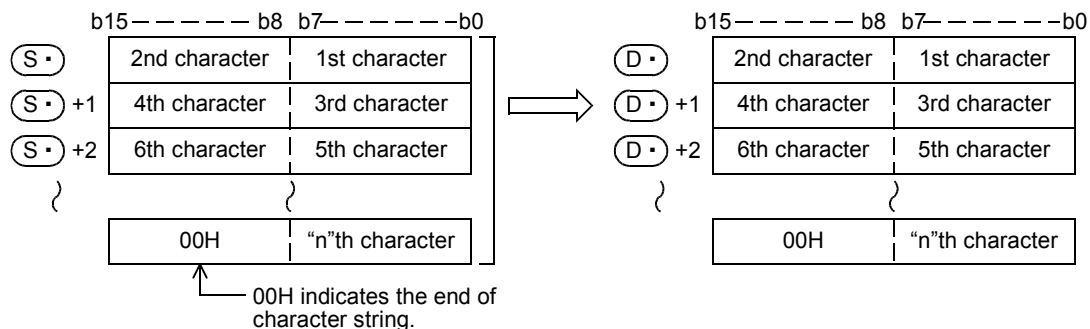 b15 — — — — — b8 b7— — — — — — b0
S・ 2nd character 1st character
S・ +1 4th character 3rd character
S・ +2 6th character 5th character
00H “n”th character
00H indicates the end of
character string.
b15 — — — — — b8 b7— — — — — — b0
D・ 2nd character 1st character
D・ +1 4th character 3rd character
D・ +2 6th character 5th character
00H “n”th character